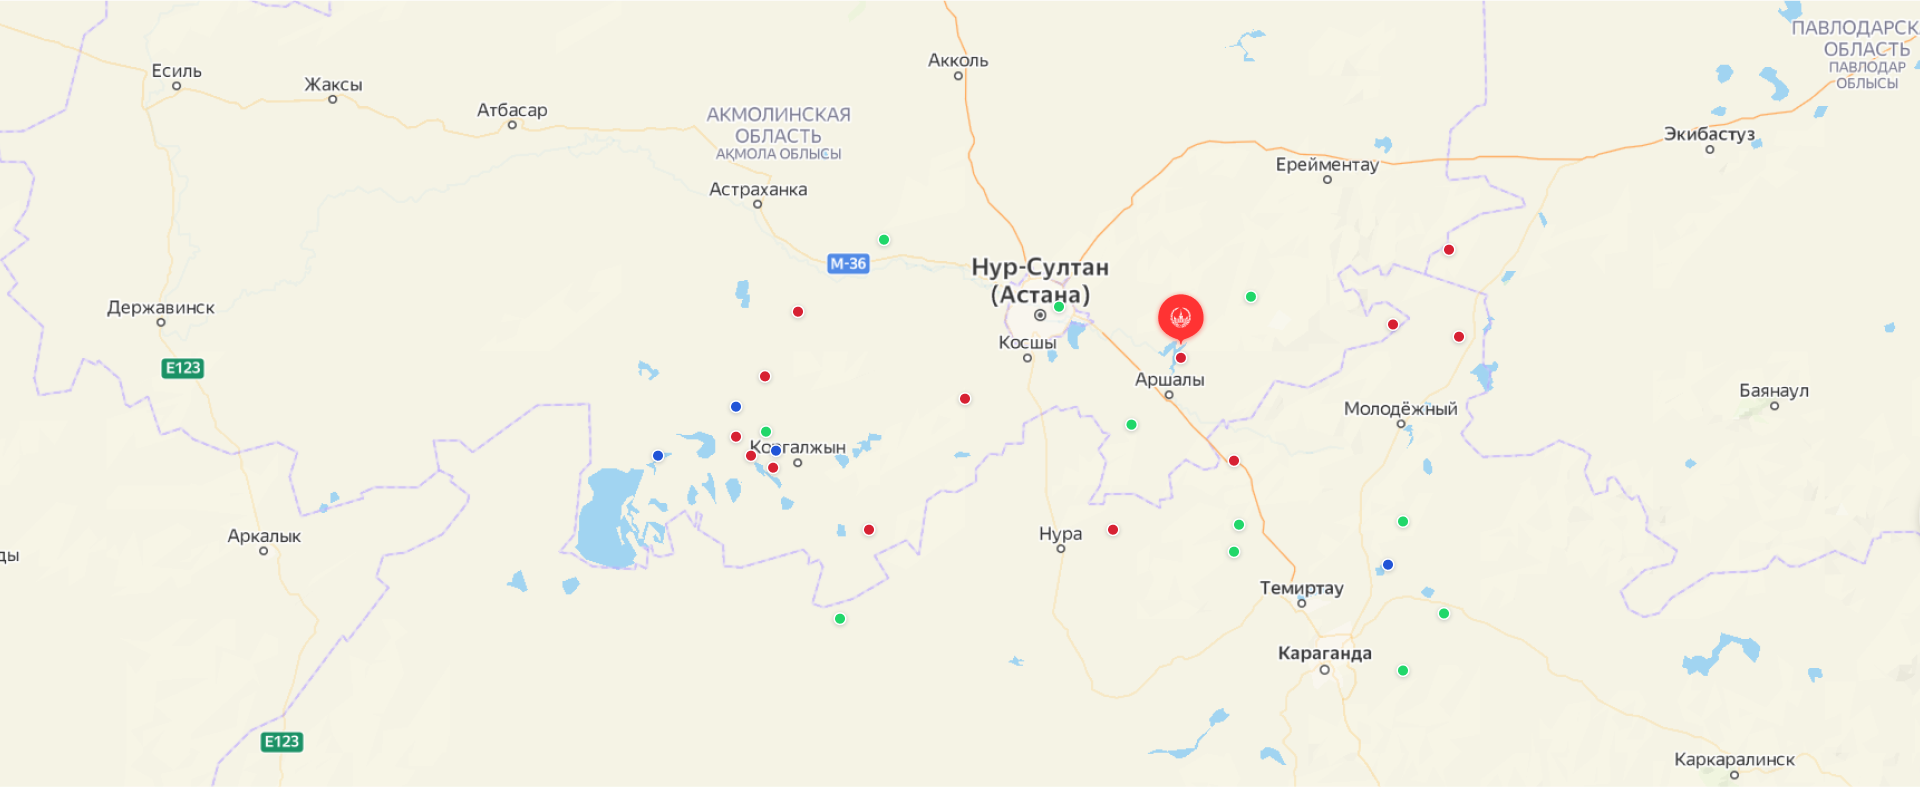 ПАВЛОДАРСК
ОБЛАСТЬ
ПАВЛОДАР
ОБЛЫСЫ
Акколь
Есиль
Жаксы
Атбасар
АКМОЛИНСКАЯ
ОБЛАСТЬ
АҚМОЛА ОБЛЫСЫ
Экибастуз
Ерейментау
Астраханка
М-36
Нур-Султан
(Астана)
Державинск
Косшы
E123
Аршалы
Баянаул
Молодёжный
Коргалжын
Аркалык
Нура
ды
Темиртау
Караганда
E123
Каркаралинск